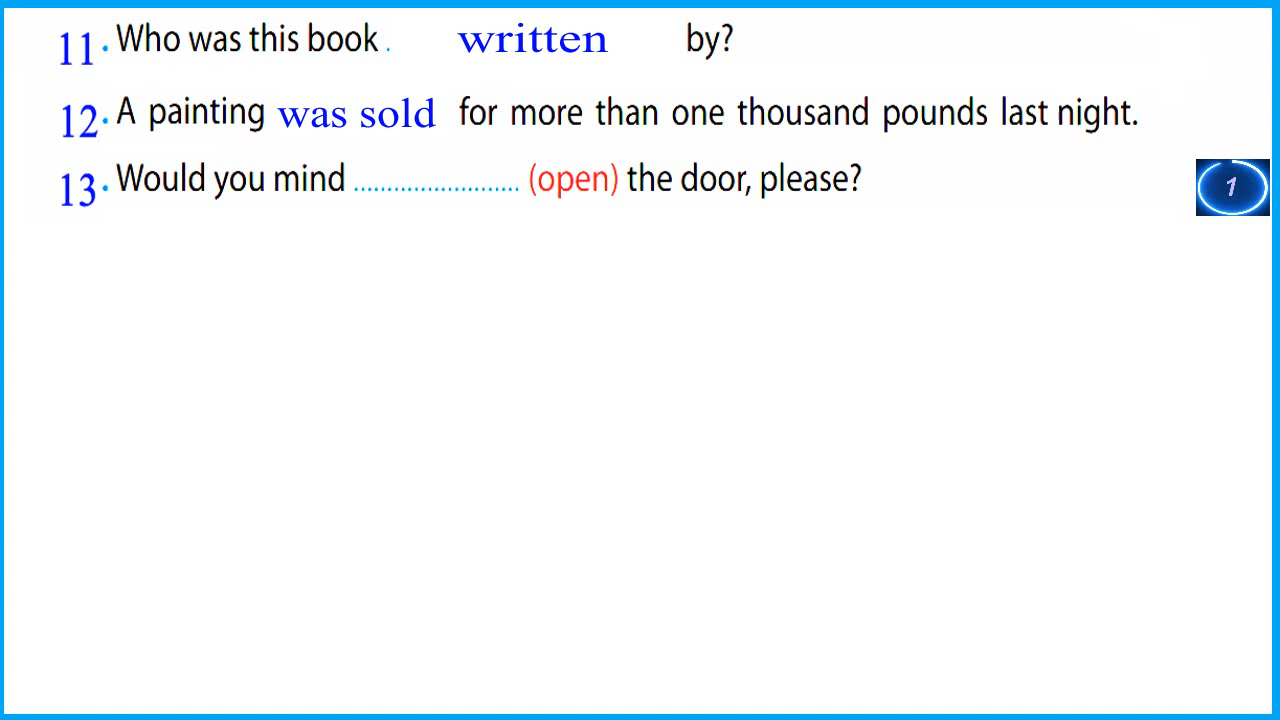 11. Who was this book . written by?
12. A painting was sold for more than one thousand pounds last night.
13. Would you mind ......................... (open) the door, please?
1